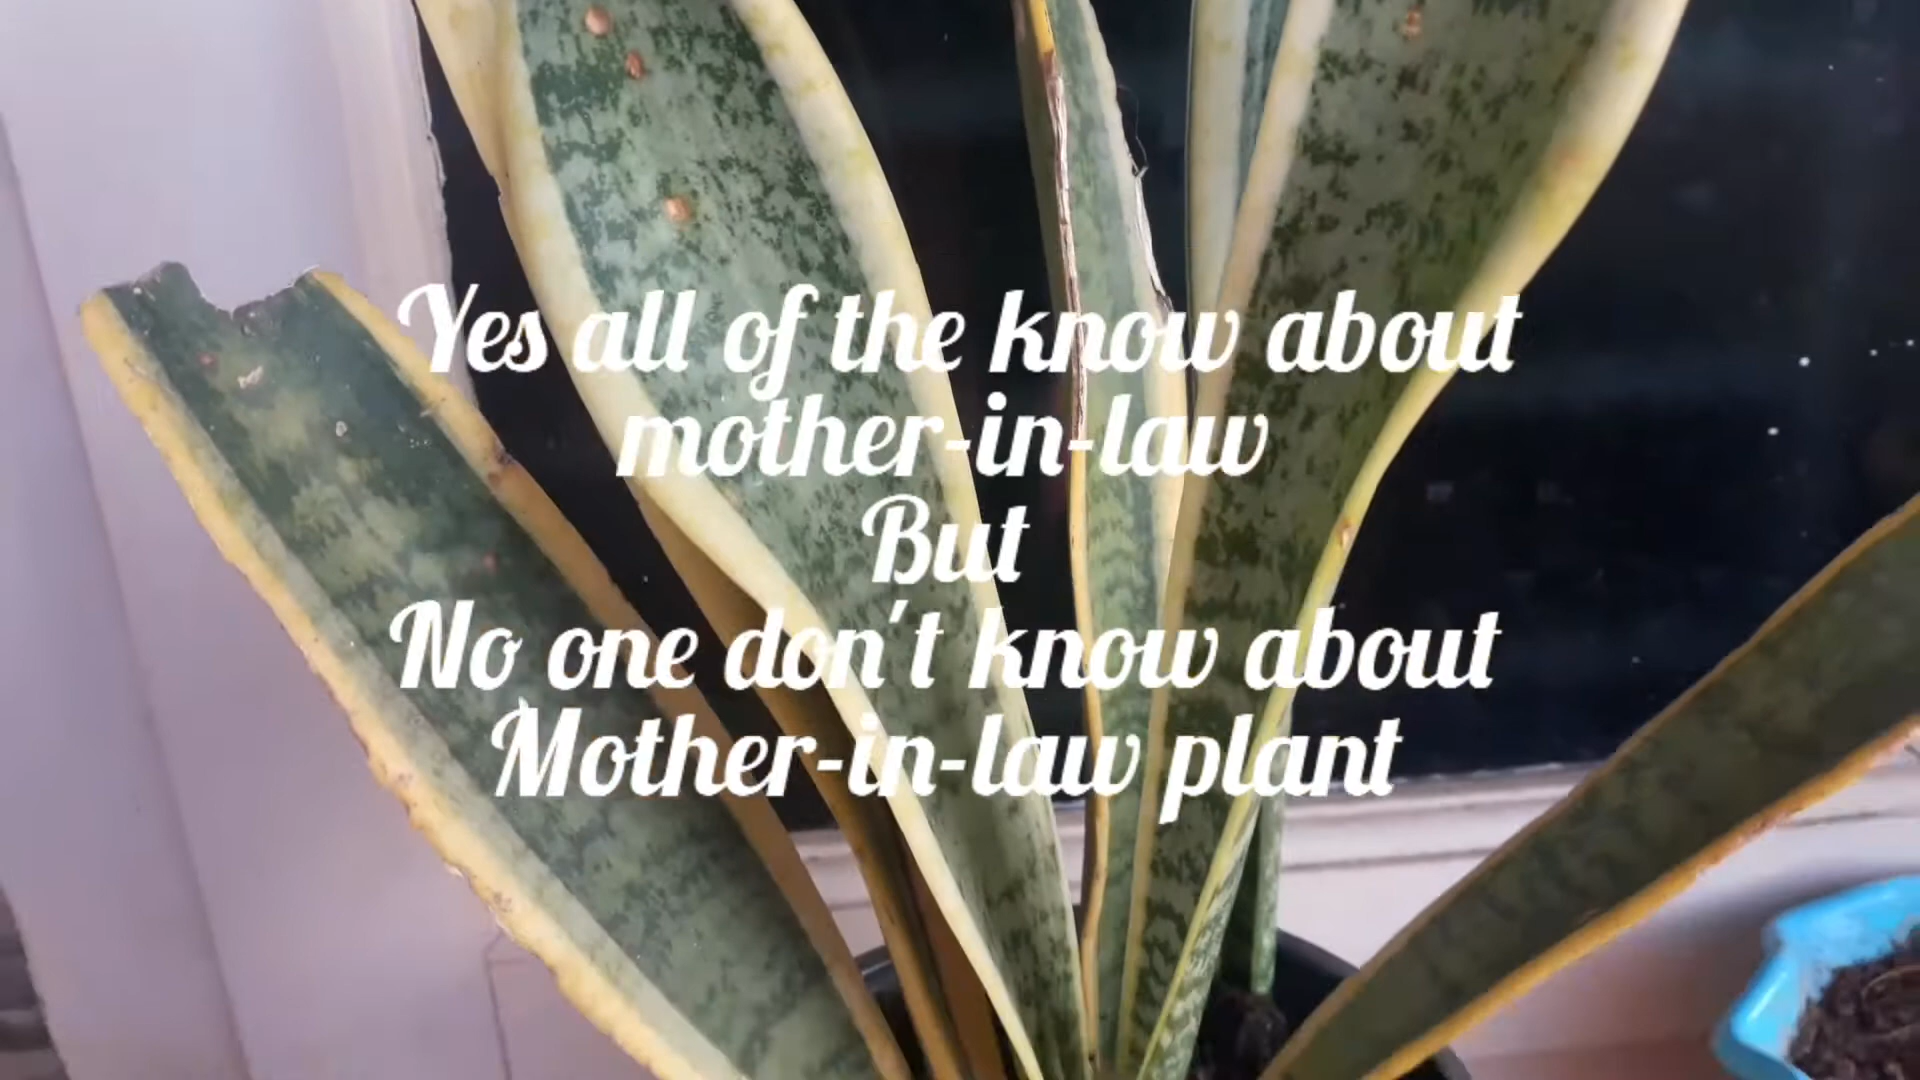 Yes all of the know about
mother-in-law
But
No one don't know about
Mother-in-law plant